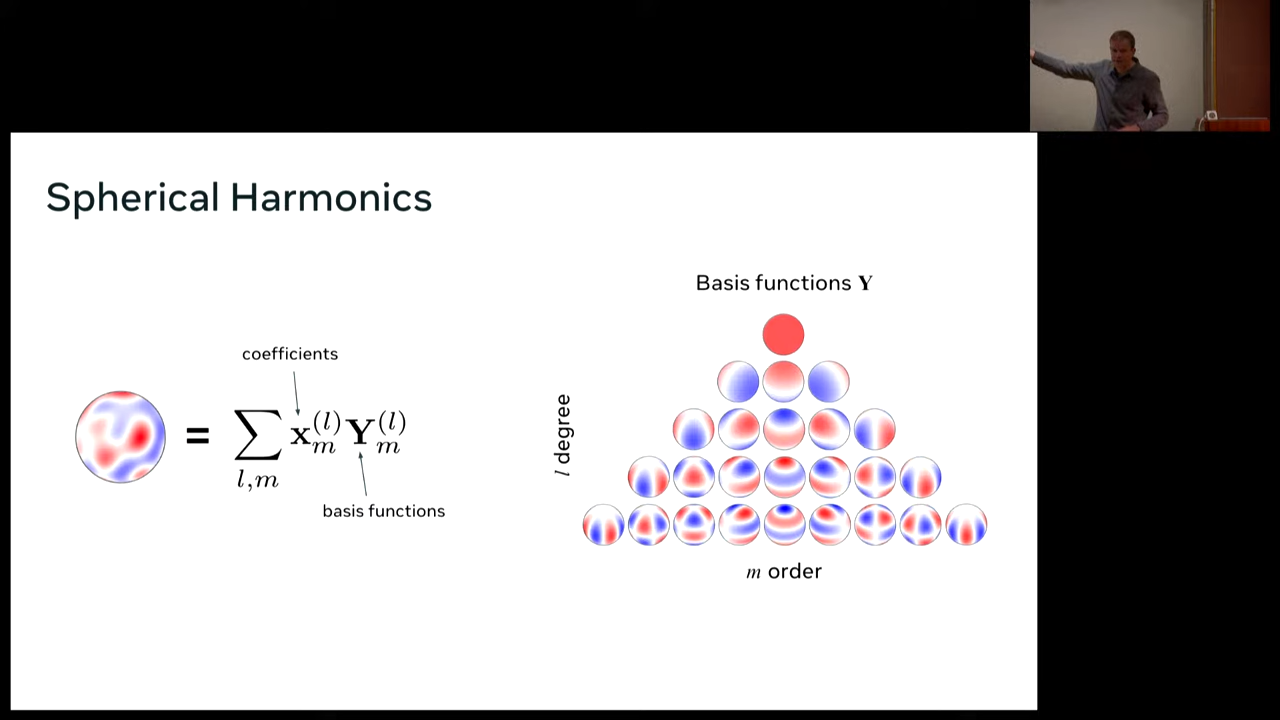 Spherical Harmonics
coefficients
= ∑_{l,m} x_m^{(l)} Y_m^{(l)}
basis functions
Basis functions Y
l degree
m order